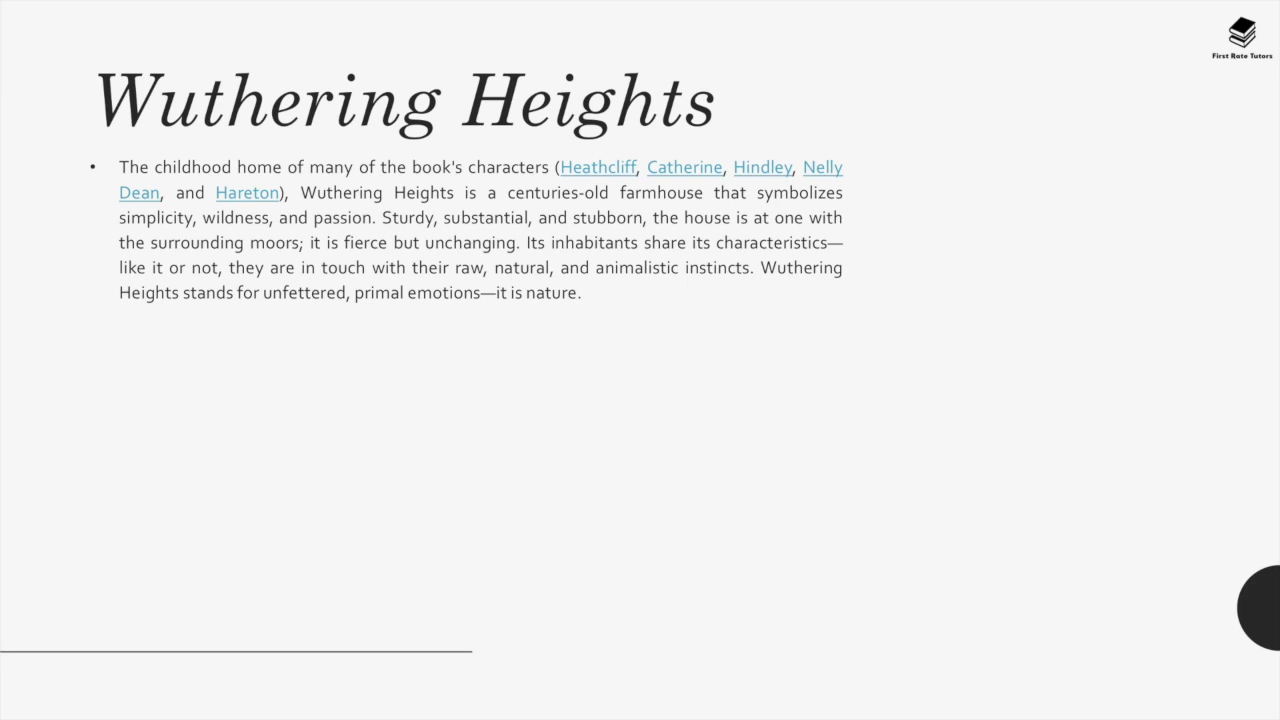 First Rate Tutors
Wuthering Heights
• The childhood home of many of the book's characters (Heathcliff, Catherine, Hindley, Nelly
Dean, and Hareton), Wuthering Heights is a centuries-old farmhouse that symbolizes
simplicity, wildness, and passion. Sturdy, substantial, and stubborn, the house is at one with
the surrounding moors; it is fierce but unchanging. Its inhabitants share its characteristics—
like it or not, they are in touch with their raw, natural, and animalistic instincts. Wuthering
Heights stands for unfettered, primal emotions—it is nature.